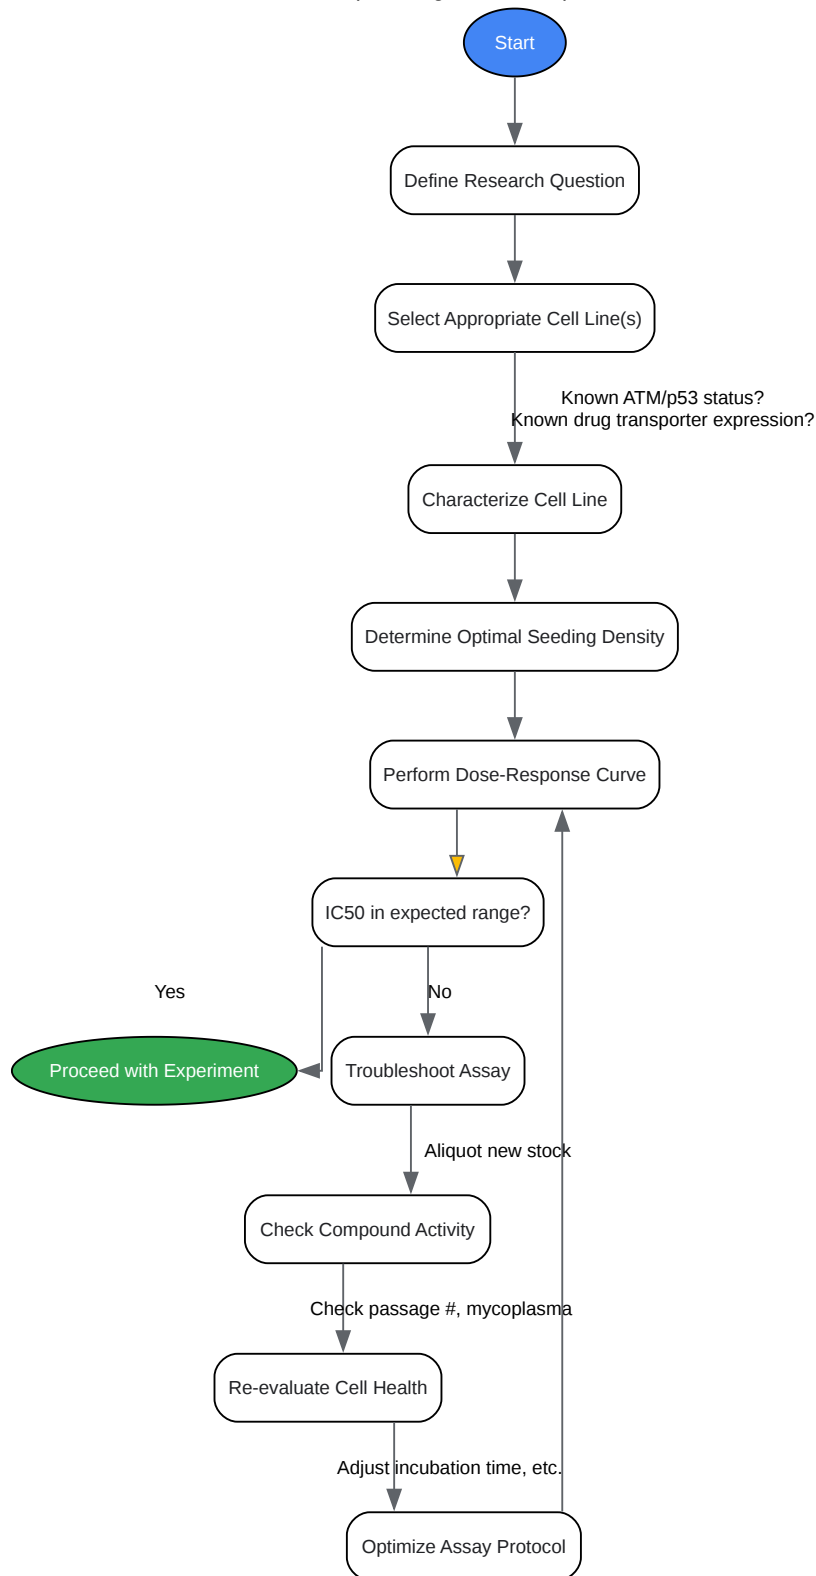 Start
Define Research Question
Select Appropriate Cell Line(s)
Known ATM/p53 status?
Known drug transporter expression?
Characterize Cell Line
Determine Optimal Seeding Density
Perform Dose-Response Curve
IC50 in expected range?
Yes
No
Proceed with Experiment
Troubleshoot Assay
Aliquot new stock
Check Compound Activity
Check passage #, mycoplasma
Re-evaluate Cell Health
Adjust incubation time, etc.
Optimize Assay Protocol